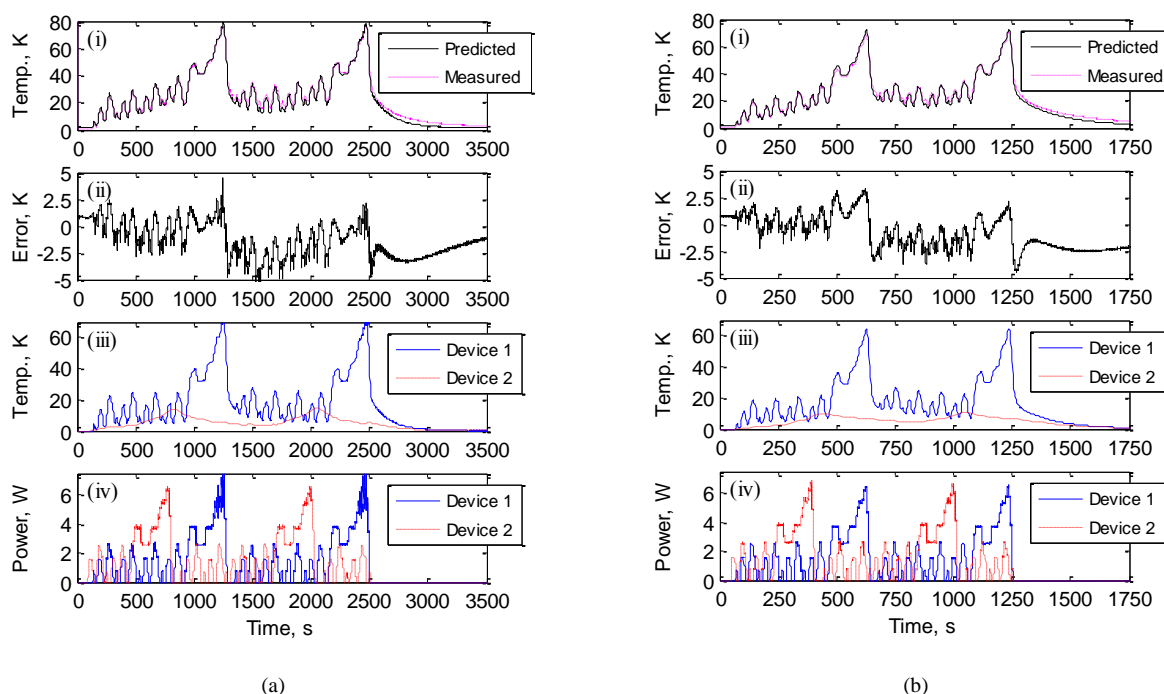 (i)
Temp., K
80
60
40
20
0
Predicted
Measured
0 500 1000 1500 2000 2500 3000 3500
(ii)
Error, K
5
2.5
0
-2.5
-5
0 500 1000 1500 2000 2500 3000 3500
(iii)
Temp., K
60
40
20
0
Device 1
Device 2
0 500 1000 1500 2000 2500 3000 3500
(iv)
Power, W
6
4
2
0
Device 1
Device 2
0 500 1000 1500 2000 2500 3000 3500
Time, s
(a)
(i)
Temp., K
80
60
40
20
0
Predicted
Measured
0 250 500 750 1000 1250 1500 1750
(ii)
Error, K
5
2.5
0
-2.5
-5
0 250 500 750 1000 1250 1500 1750
(iii)
Temp., K
60
40
20
0
Device 1
Device 2
0 250 500 750 1000 1250 1500 1750
(iv)
Power, W
6
4
2
0
Device 1
Device 2
0 250 500 750 1000 1250 1500 1750
Time, s
(b)